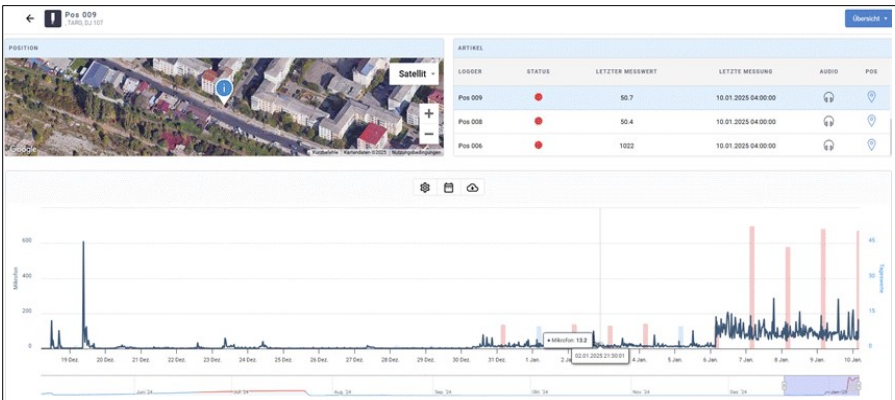 Pos 009
, TARG, GJ 107
Übersicht
POSITION
Satellit
+
−
Google
Kurzbefehle Kartendaten ©2025 Nutzungsbedingungen
ARTIKEL
LOGGER STATUS LETZTER MESSWERT LETZTE MESSUNG AUDIO POS
Pos 009 50.7 10.01.2025 04:00:00
Pos 008 50.4 10.01.2025 04:00:00
Pos 006 1022 10.01.2025 04:00:00
600 45
400 30
200 15
0 0
Mikrofon
Tageswerte
Mikrofon: 13.2
02.01.2025 21:30:01
19 Dez. 20 Dez. 21 Dez. 22 Dez. 23 Dez. 24 Dez. 25 Dez. 26 Dez. 27 Dez. 28 Dez. 29 Dez. 30 Dez. 31 Dez. 1. Jan. 2. Jan. 4 Jan. 5 Jan. 6 Jan. 7 Jan. 8 Jan. 9 Jan. 10 Jan.
Juni '24 Juli '24 Aug. '24 Sep. '24 Okt. '24 Nov. '24 Dez. '24